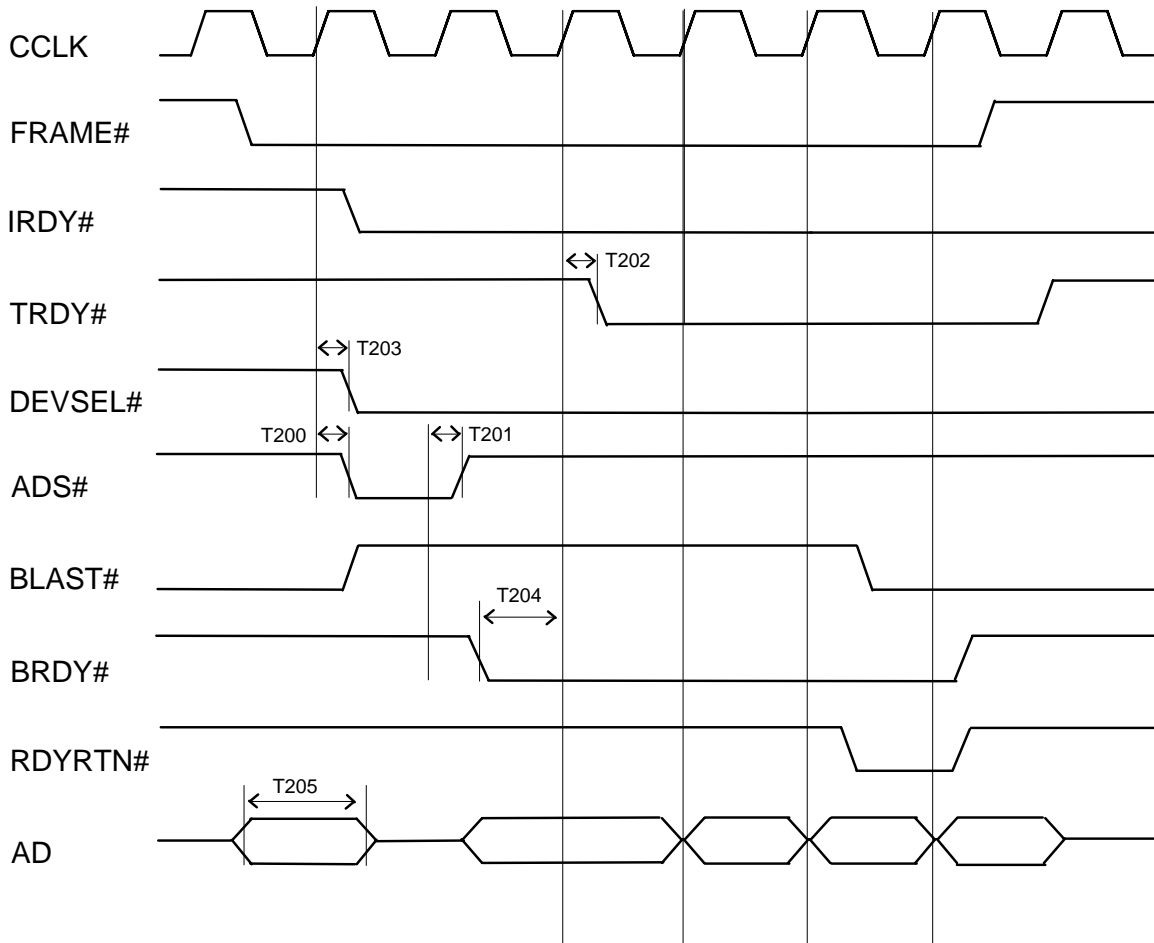 CCLK
FRAME#
IRDY#
T202
TRDY#
T203
DEVSEL#
T200
T201
ADS#
BLAST#
T204
BRDY#
RDYRTN#
T205
AD